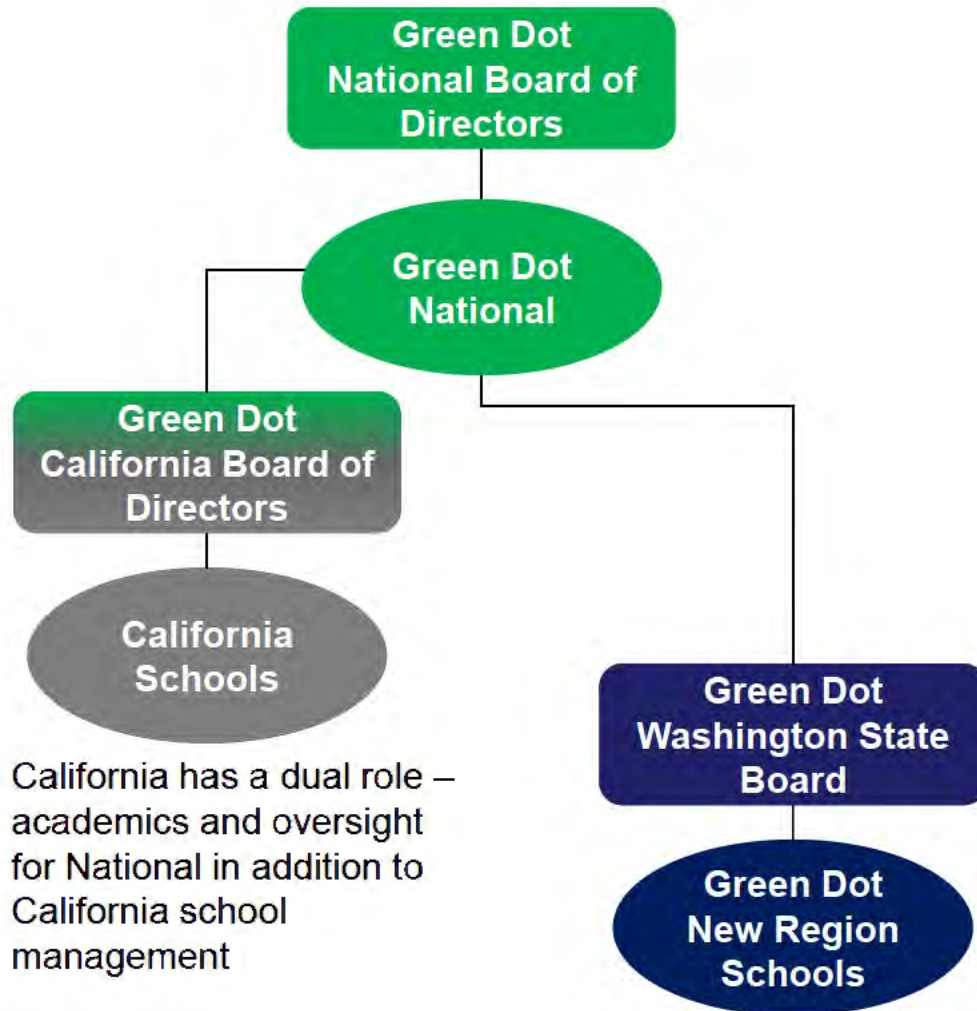 Green Dot
National Board of
Directors
Green Dot
National
Green Dot
California Board of
Directors
California
Schools
California has a dual role –
academics and oversight
for National in addition to
California school
management
Green Dot
Washington State
Board
Green Dot
New Region
Schools